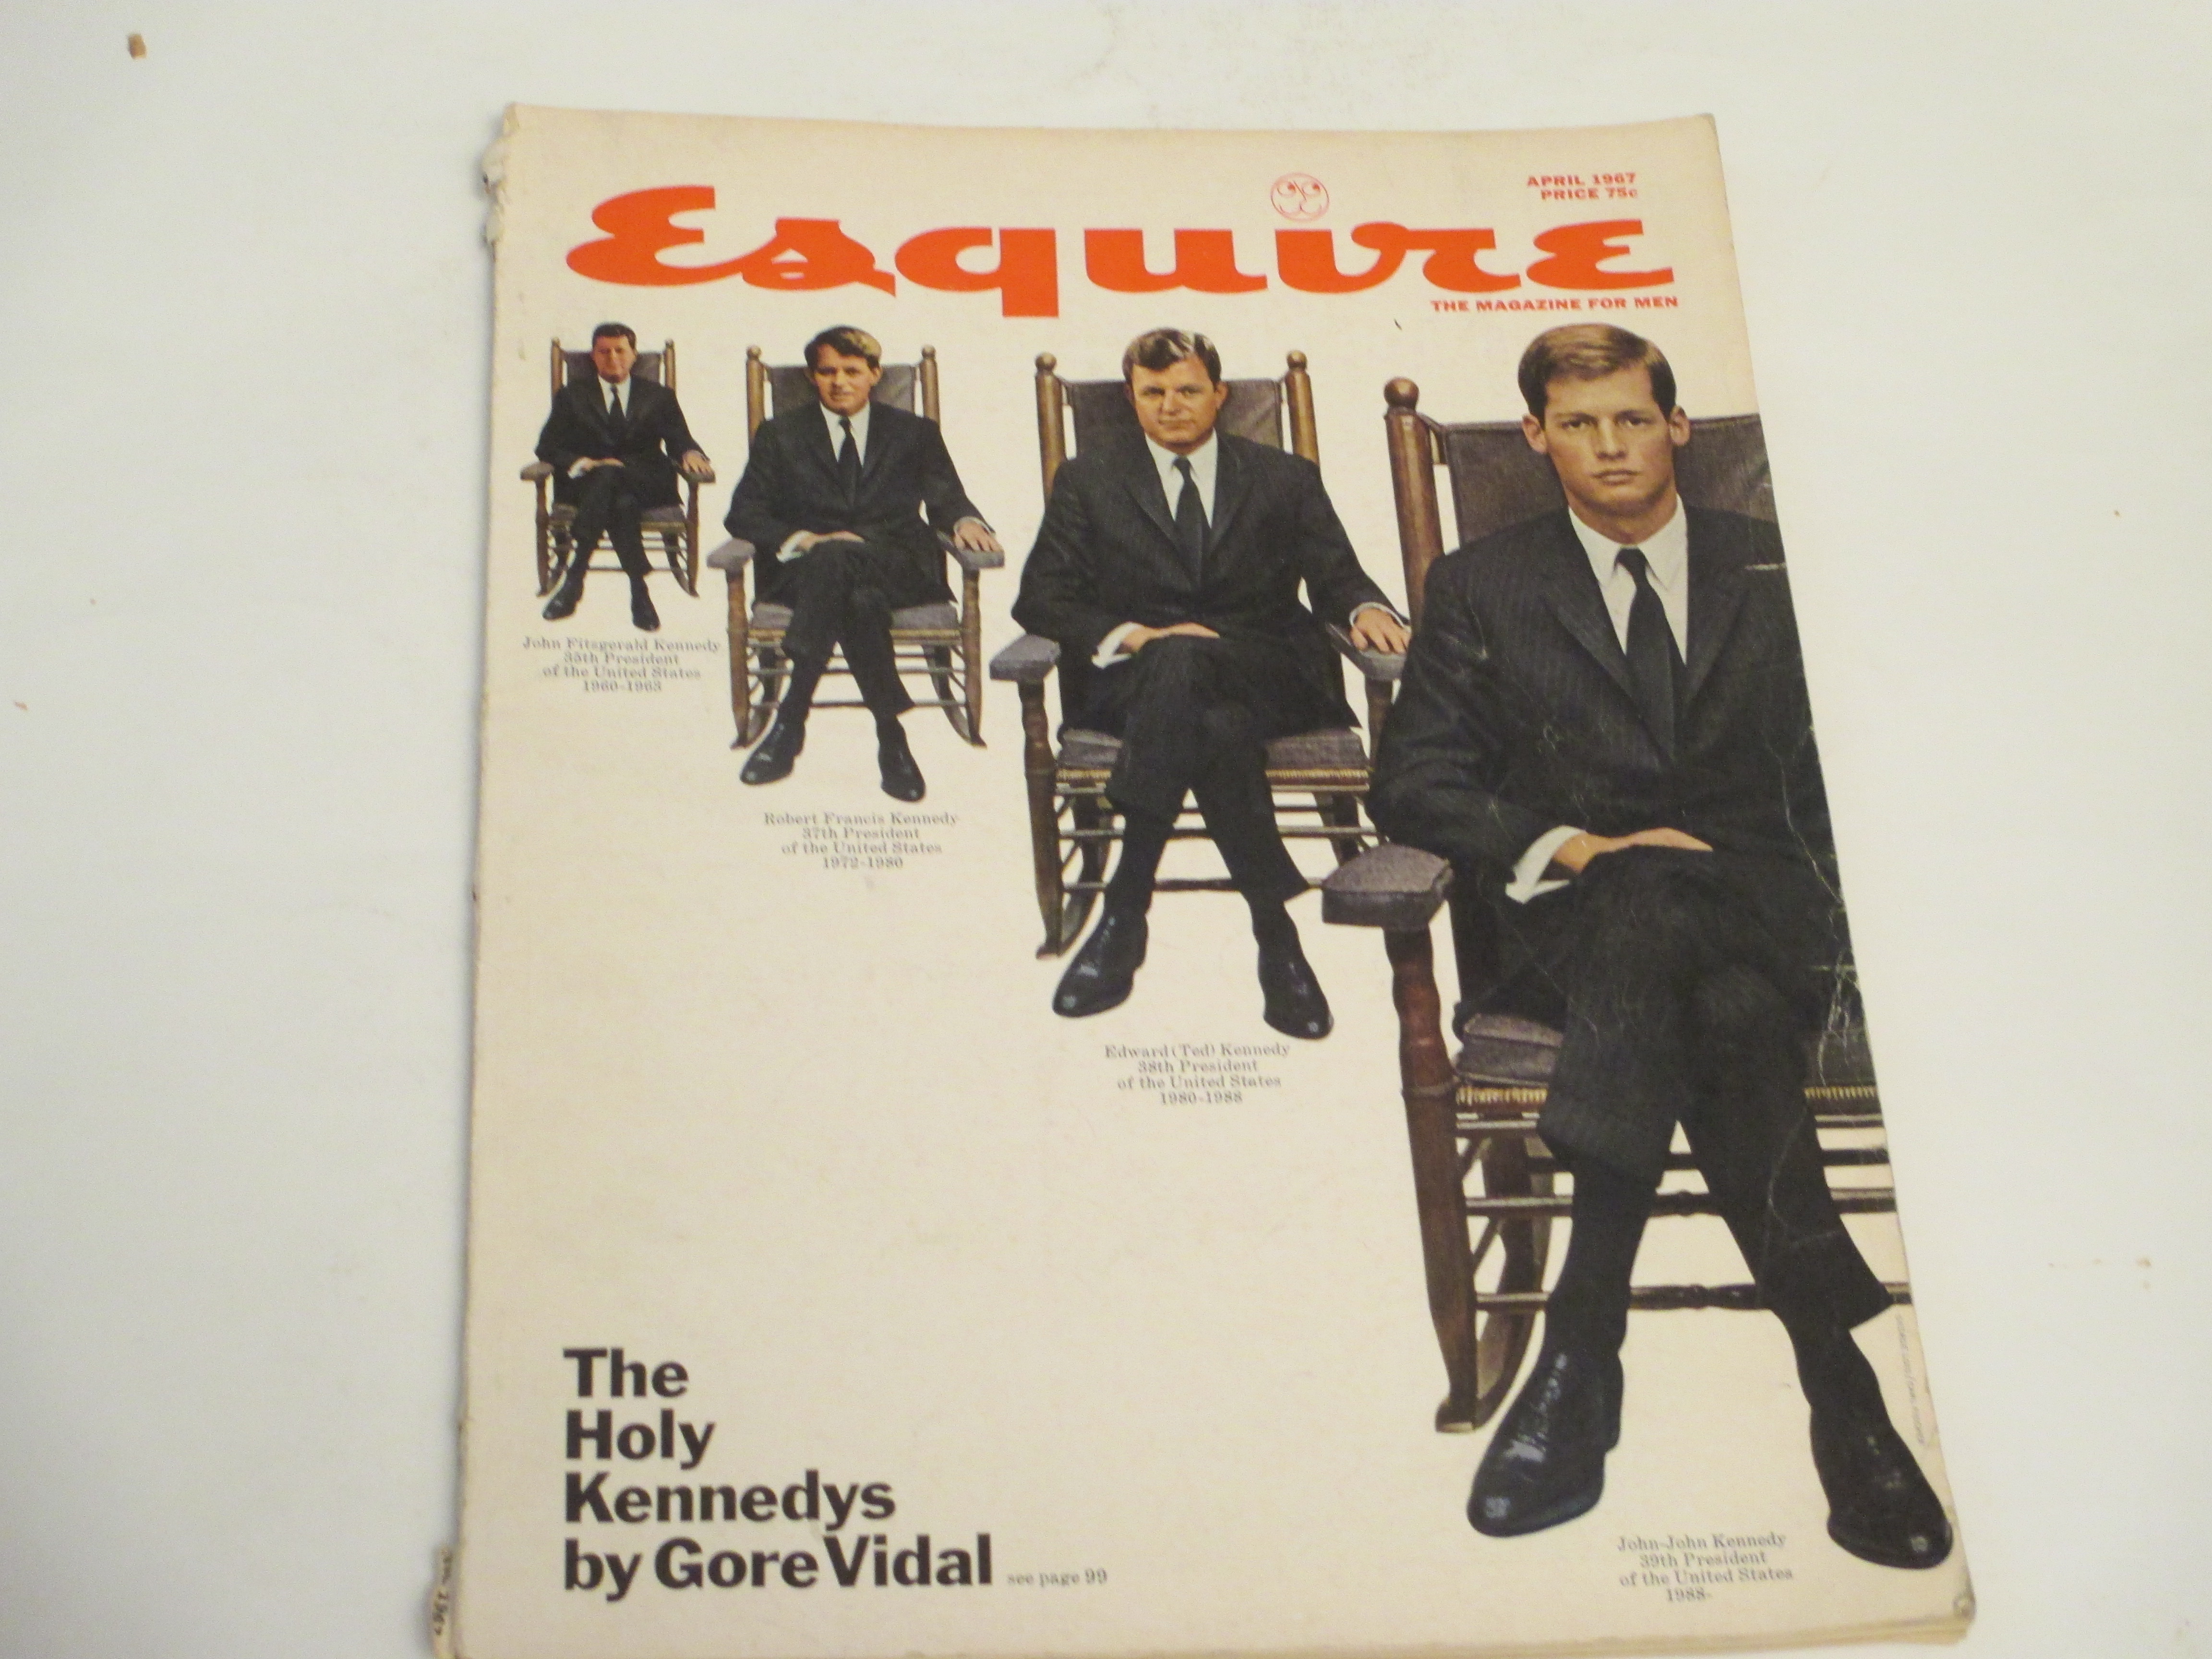 APRIL 1967
PRICE 75¢
Esquire
THE MAGAZINE FOR MEN
John Fitzgerald Kennedy
35th President
of the United States
1960-1963
Robert Francis Kennedy
37th President
of the United States
1972-1980
Edward (Ted) Kennedy
38th President
of the United States
1980-1988
John-John Kennedy
39th President
of the United States
1988-
The
Holy
Kennedys
by Gore Vidal see page 99